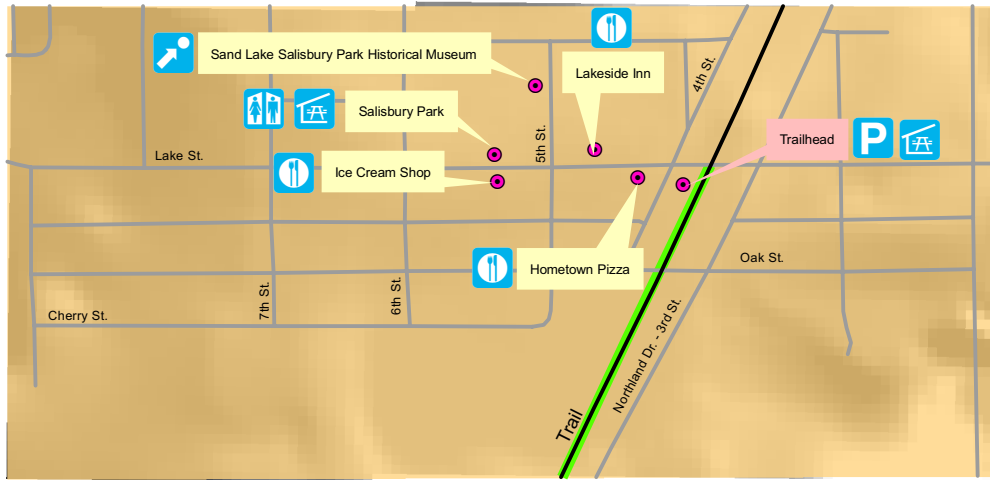 Sand Lake Salisbury Park Historical Museum
Lakeside Inn
4th St.
Salisbury Park
5th St.
Trailhead
P
Lake St.
Ice Cream Shop
Hometown Pizza
Oak St.
7th St.
6th St.
Cherry St.
Northland Dr. - 3rd St.
Trail